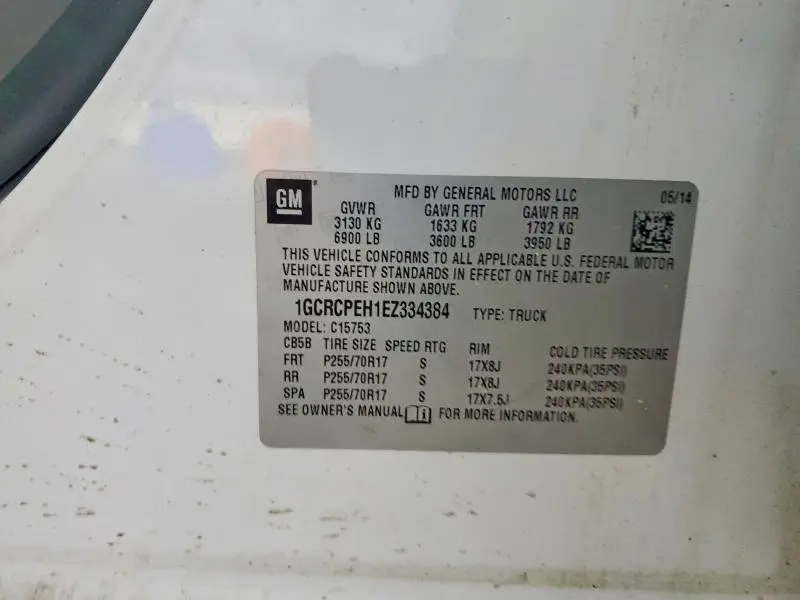 GM
MFD BY GENERAL MOTORS LLC 05/14
GVWR GAWR FRT GAWR RR
3130 KG 1633 KG 1792 KG
6900 LB 3600 LB 3950 LB
THIS VEHICLE CONFORMS TO ALL APPLICABLE U.S. FEDERAL MOTOR
VEHICLE SAFETY STANDARDS IN EFFECT ON THE DATE OF
MANUFACTURE SHOWN ABOVE.
1GCRCPEH1EZ334384 TYPE: TRUCK
MODEL: C15753
CB5B TIRE SIZE SPEED RTG RIM COLD TIRE PRESSURE
FRT P255/70R17 S 17X8J 240KPA(35PSI)
RR P255/70R17 S 17X8J 240KPA(35PSI)
SPA P255/70R17 S 17X7.5J 240KPA(35PSI)
SEE OWNER'S MANUAL FOR MORE INFORMATION.